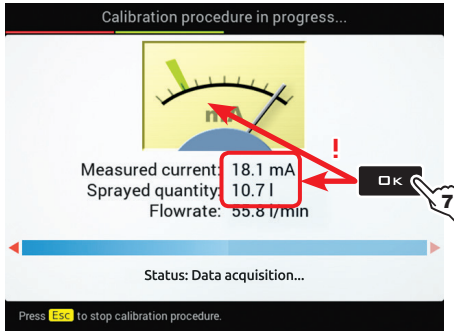 Calibration procedure in progress...
mA
Measured current: 18.1 mA
Sprayed quantity: 10.7 l
Flowrate: 55.8 l/min
!
OK
7
Status: Data acquisition...
Press Esc to stop calibration procedure.